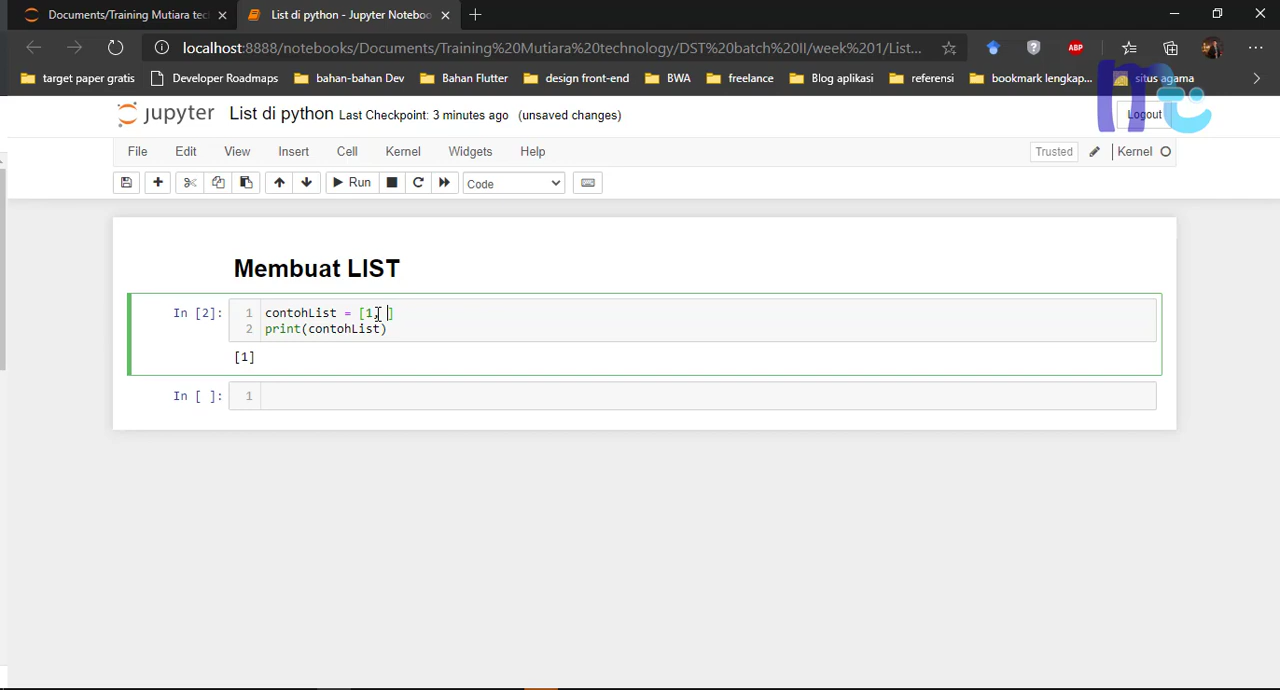 Documents/Training Mutiara tec
List di python - Jupyter Noteboo
localhost:8888/notebooks/Documents/Training%20Mutiara%20technology/DST%20batch%20II/week%201/List...
ABP
target paper gratis
Developer Roadmaps
bahan-bahan Dev
Bahan Flutter
design front-end
BWA
freelance
Blog aplikasi
referensi
bookmark lengkap...
situs agama
jupyter
List di python Last Checkpoint: 3 minutes ago (unsaved changes)
Logout
File Edit View Insert Cell Kernel Widgets Help
Trusted
Kernel
Run
Code
Membuat LIST
In [2]:
1 contohList = [1, ]
2 print(contohList)
[1]
In [ ]:
1